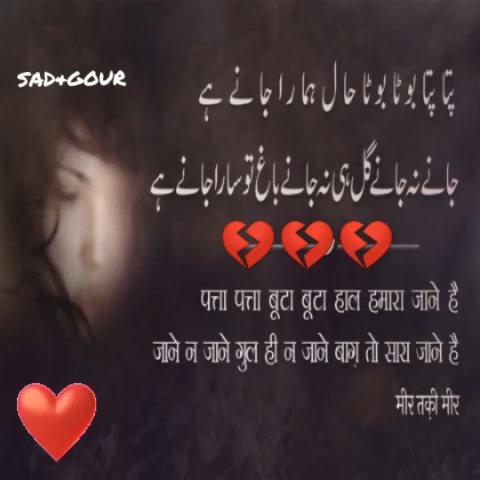 SAD+GOUR
پتا پتا بوٹا بوٹا حال ہمارا جانے ہے
جانے نہ جانے گل ہی نہ جانے باغ تو سارا جانے ہے
पत्ता पत्ता बूटा बूटा हाल हमारा जाने है
जाने न जाने गुल ही न जाने बाग़ तो सारा जाने है
मीर तक़ी मीर